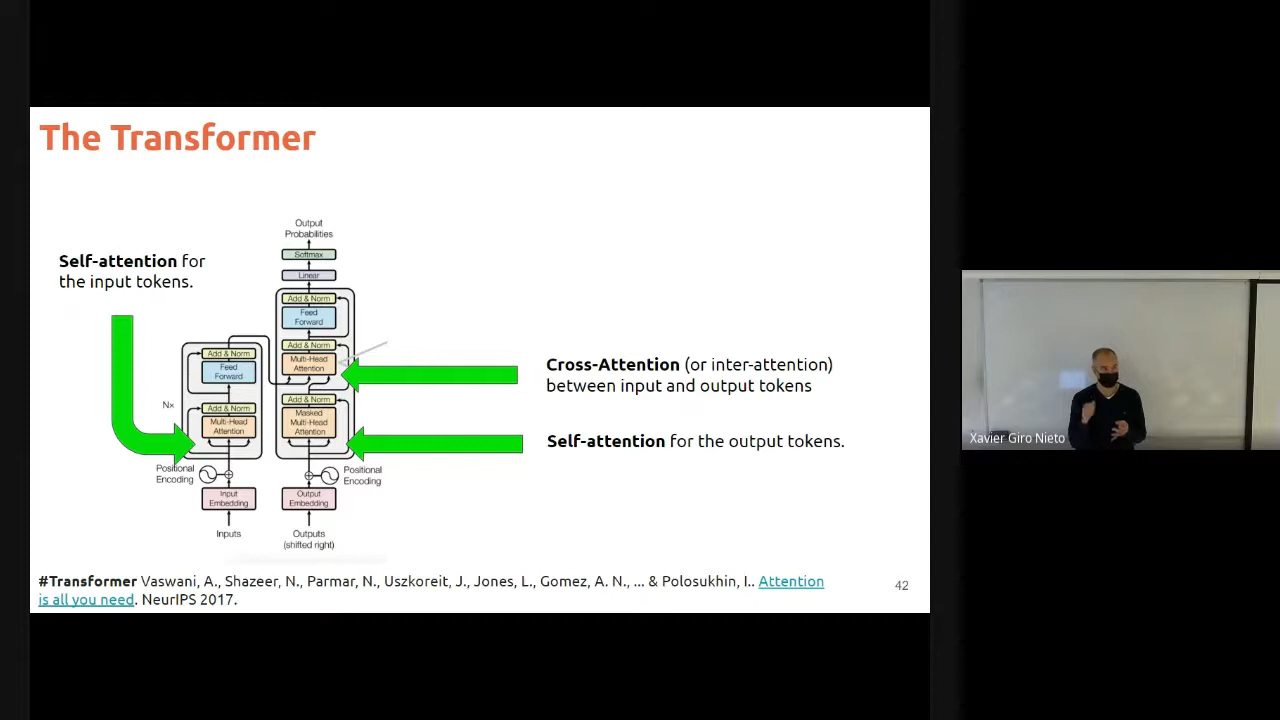 The Transformer
Self-attention for
the input tokens.
Output
Probabilities
Softmax
Linear
Add & Norm
Feed
Forward
Add & Norm
Multi-Head
Attention
Add & Norm
Masked
Multi-Head
Attention
Add & Norm
Feed
Forward
Nx
Add & Norm
Multi-Head
Attention
Positional
Encoding
Positional
Encoding
Input
Embedding
Output
Embedding
Inputs
Outputs
(shifted right)
Cross-Attention (or inter-attention)
between input and output tokens
Self-attention for the output tokens.
#Transformer Vaswani, A., Shazeer, N., Parmar, N., Uszkoreit, J., Jones, L., Gomez, A. N., ... & Polosukhin, I.. Attention
is all you need. NeurIPS 2017.
42
Xavier Giro Nieto